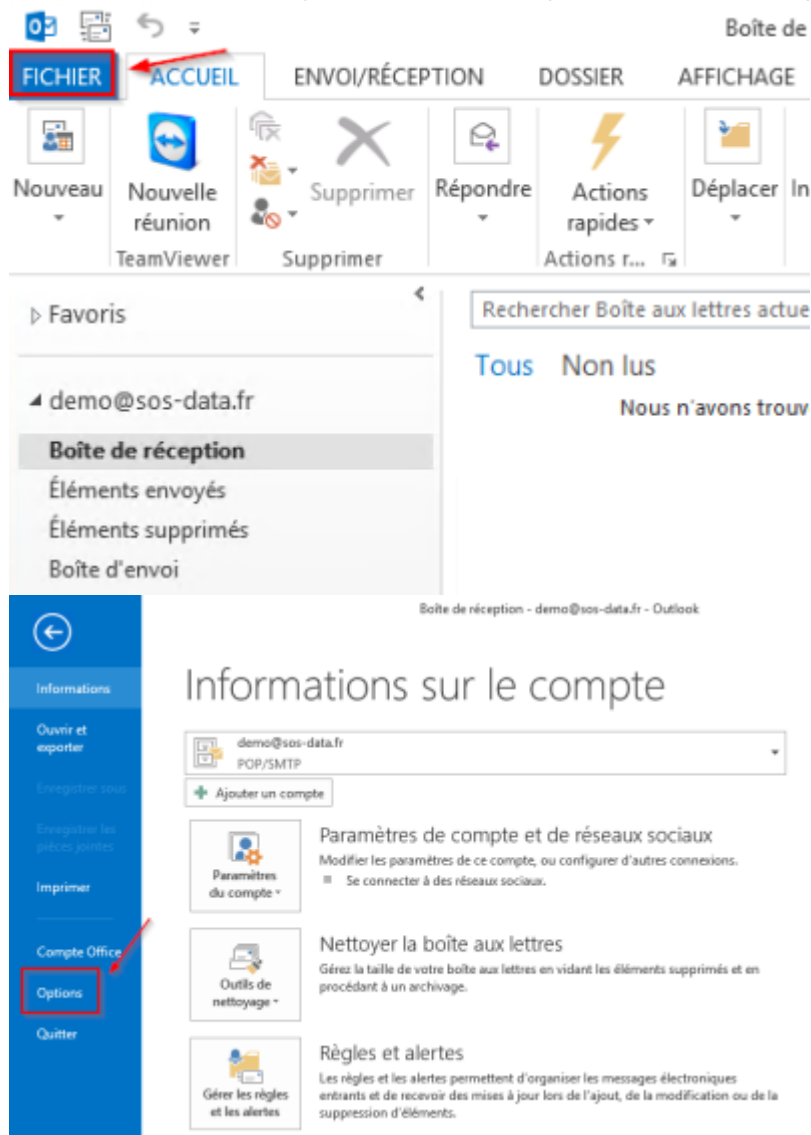 Boîte de
FICHIER ACCUEIL ENVOI/RÉCEPTION DOSSIER AFFICHAGE
Nouveau
Nouvelle réunion
Supprimer
Répondre
Actions rapides
Déplacer
In
TeamViewer
Supprimer
Actions r...
Favoris
Rechercher Boîte aux lettres actue
Tous Non lus
Nous n'avons trouv
demo@sos-data.fr
Boîte de réception
Éléments envoyés
Éléments supprimés
Boîte d'envoi
Boîte de réception - demo@sos-data.fr - Outlook
Informations
Ouvrir et
exporter
Enregistrer sous
Enregistrer les
pièces jointes
Imprimer
Compte Office
Options
Quitter
Informations sur le compte
demo@sos-data.fr
POP/SMTP
Ajouter un compte
Paramètres
du compte
Paramètres de compte et de réseaux sociaux
Modifier les paramètres de ce compte, ou configurer d'autres connexions.
Se connecter à des réseaux sociaux.
Outils de
nettoyage
Nettoyer la boîte aux lettres
Gérez la taille de votre boîte aux lettres en vidant les éléments supprimés et en
procédant à un archivage.
Gérer les règles
et les alertes
Règles et alertes
Les règles et les alertes permettent d'organiser les messages électroniques
entrants et de recevoir des mises à jour lors de l'ajout, de la modification ou de la
suppression d'éléments.